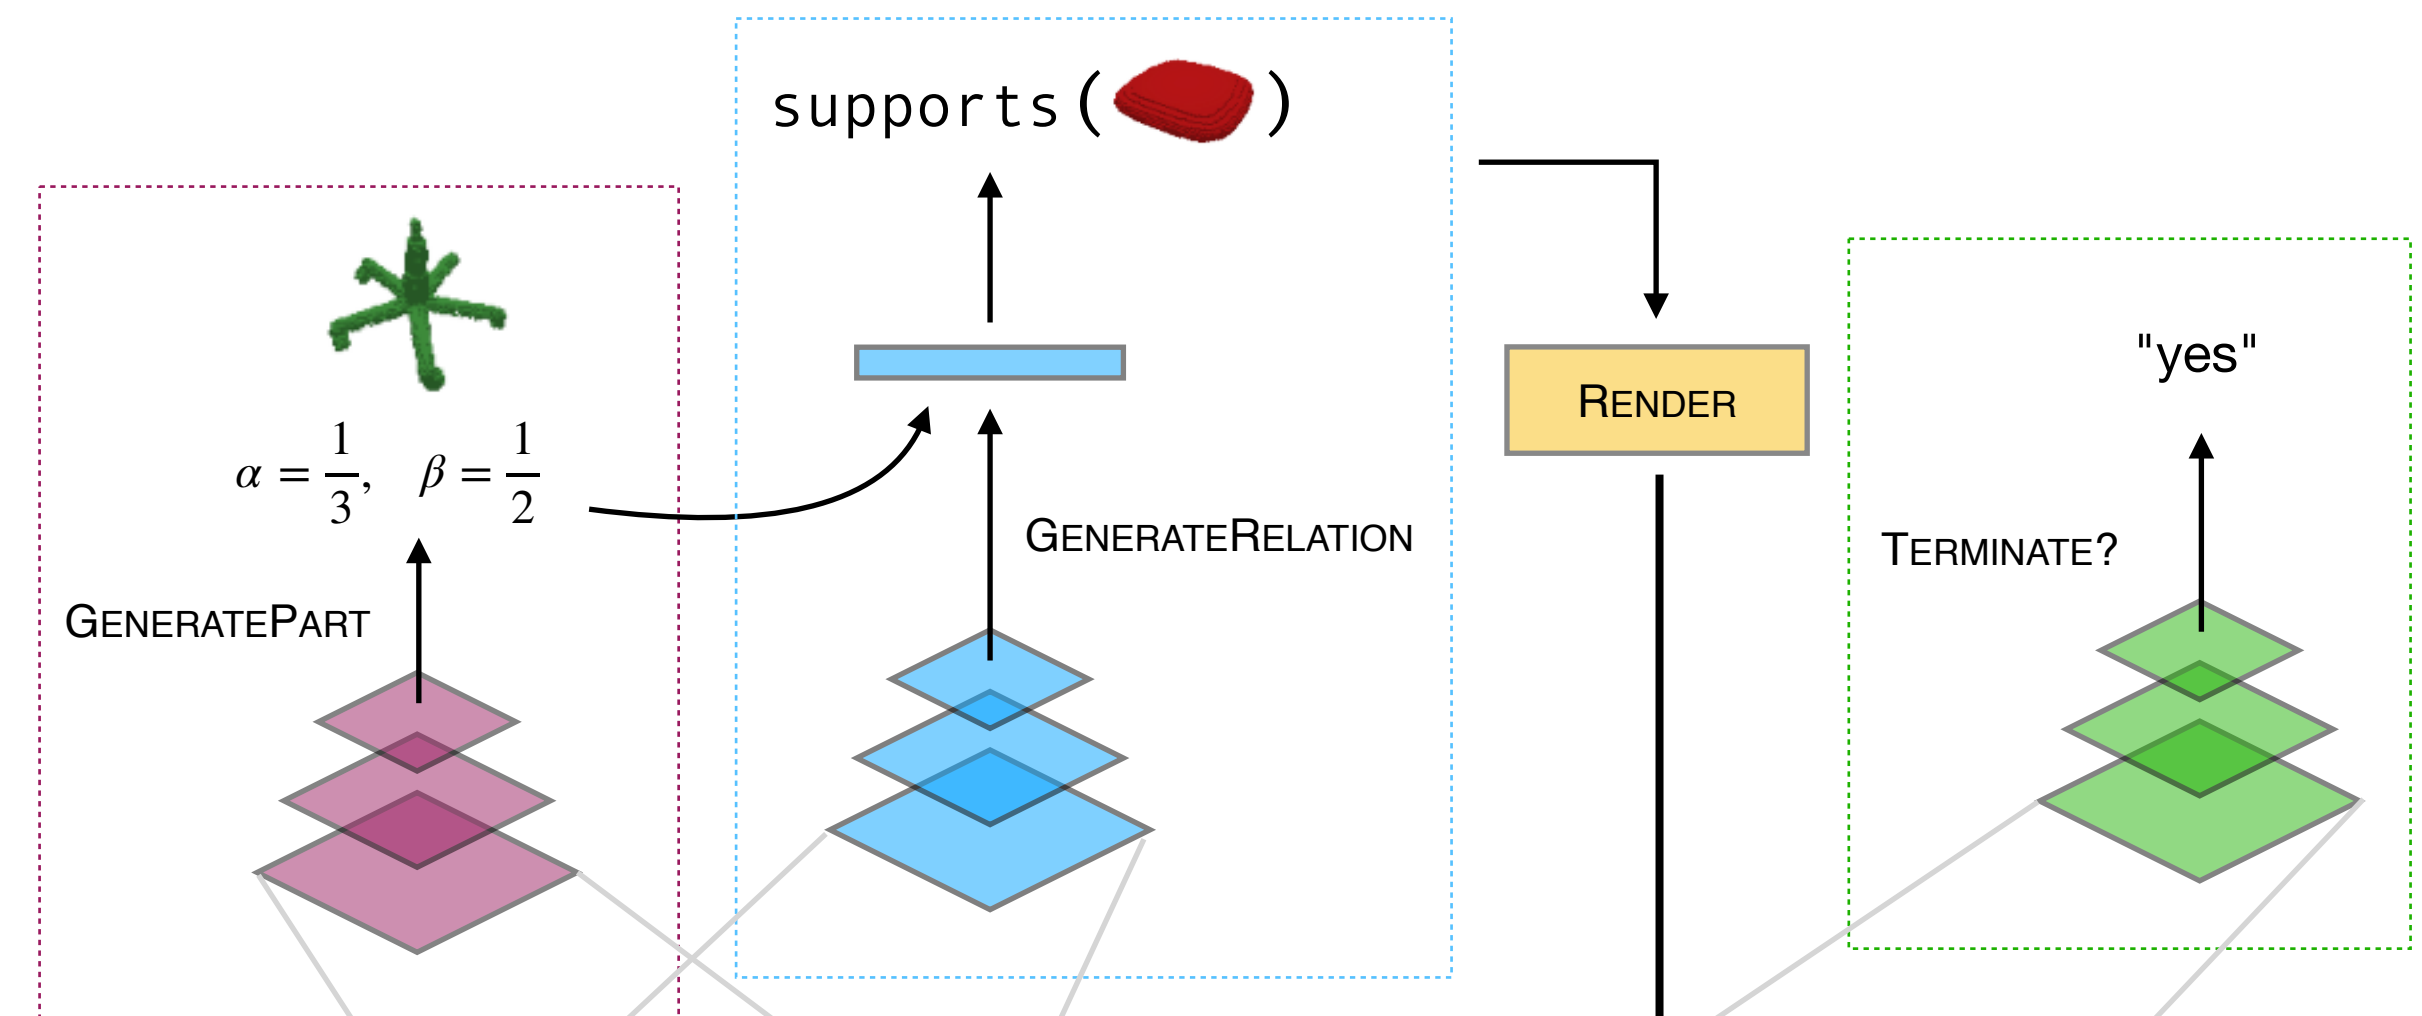 supports( )
α = 1/3, β = 1/2
GENERATEPART
GENERATERELATION
RENDER
"yes"
TERMINATE?